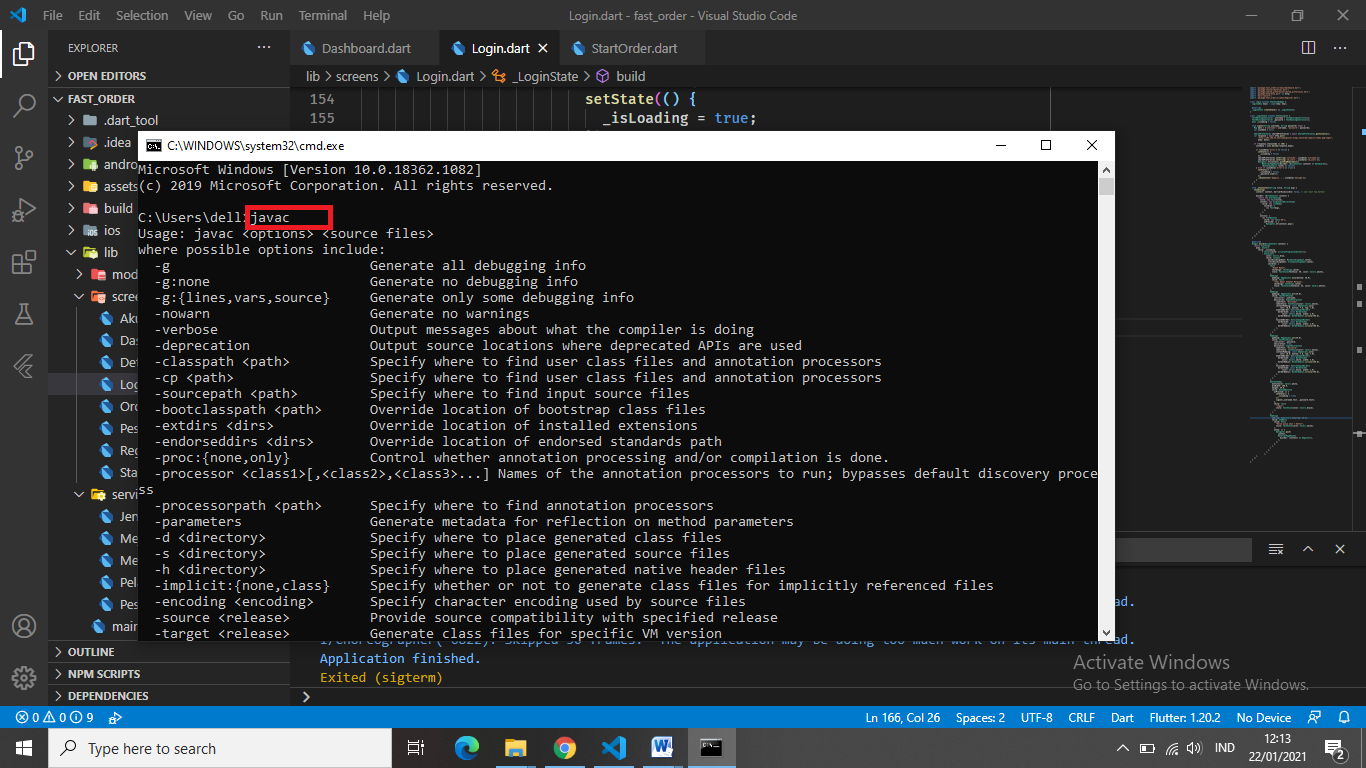 File Edit Selection View Go Run Terminal Help
Login.dart - fast_order - Visual Studio Code
EXPLORER
Dashboard.dart
Login.dart
StartOrder.dart
OPEN EDITORS
lib > screens > Login.dart > _LoginState > build
FAST_ORDER
.dart_tool
.idea
andro
assets
build
ios
lib
mod
scree
Aku
Das
Det
Log
Ord
Pes
Reg
Sta
servi
Jen
Me
Me
Pel
Pes
main
OUTLINE
NPM SCRIPTS
DEPENDENCIES
154 setState(() {
155 _isLoading = true;
C:\WINDOWS\system32\cmd.exe
Microsoft Windows [Version 10.0.18362.1082]
(c) 2019 Microsoft Corporation. All rights reserved.
C:\Users\dell>javac
Usage: javac <options> <source files>
where possible options include:
-g Generate all debugging info
-g:none Generate no debugging info
-g:{lines,vars,source} Generate only some debugging info
-nowarn Generate no warnings
-verbose Output messages about what the compiler is doing
-deprecation Output source locations where deprecated APIs are used
-classpath <path> Specify where to find user class files and annotation processors
-cp <path> Specify where to find user class files and annotation processors
-sourcepath <path> Specify where to find input source files
-bootclasspath <path> Override location of bootstrap class files
-extdirs <dirs> Override location of installed extensions
-endorseddirs <dirs> Override location of endorsed standards path
-proc:{none,only} Control whether annotation processing and/or compilation is done.
-processor <class1>[,<class2>,<class3>...] Names of the annotation processors to run; bypasses default discovery proce
ss
-processorpath <path> Specify where to find annotation processors
-parameters Generate metadata for reflection on method parameters
-d <directory> Specify where to place generated class files
-s <directory> Specify where to place generated source files
-h <directory> Specify where to place generated native header files
-implicit:{none,class} Specify whether or not to generate class files for implicitly referenced files
-encoding <encoding> Specify character encoding used by source files
-source <release> Provide source compatibility with specified release
-target <release> Generate class files for specific VM version
ad.
thread.
Application finished.
Exited (sigterm)
Activate Windows
Go to Settings to activate Windows.
0 0 9
Ln 166, Col 26 Spaces: 2 UTF-8 CRLF Dart Flutter: 1.20.2 No Device
Type here to search
IND
12:13
22/01/2021
2